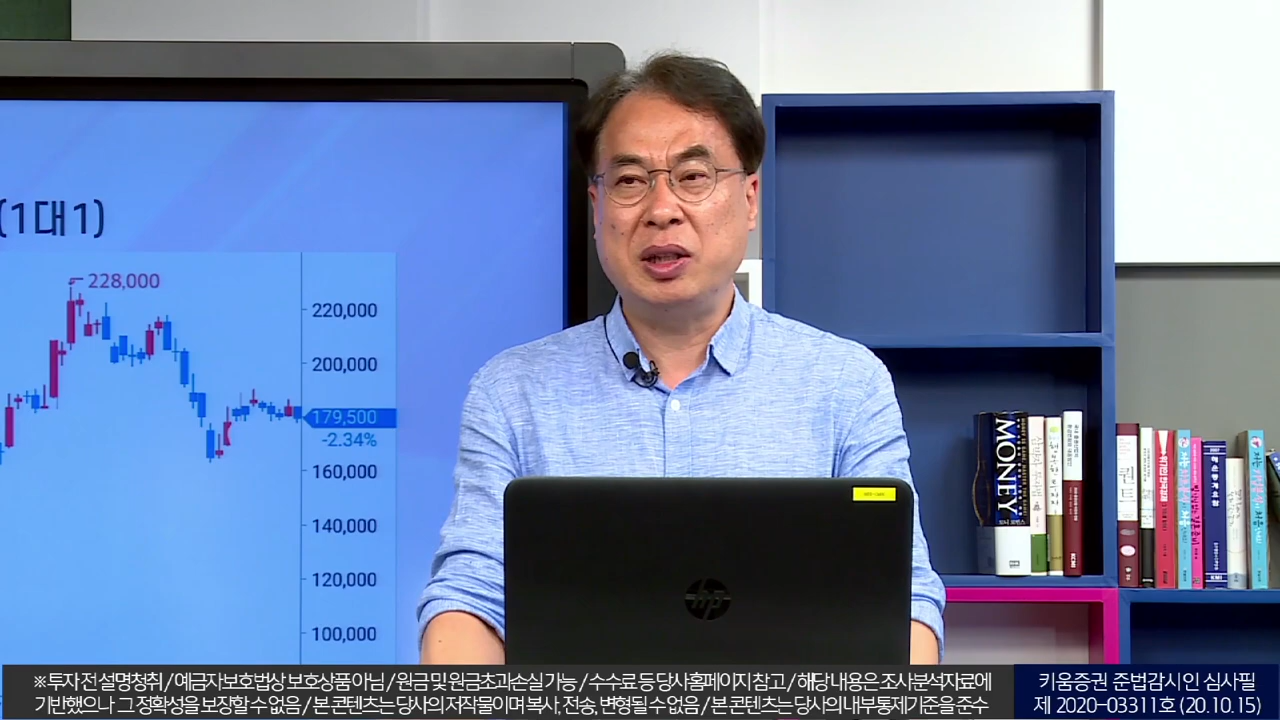 (1대1)
228,000
220,000
200,000
179,500
-2.34%
160,000
140,000
120,000
100,000
MONEY
hp
퀀트
KMI
※ 투자 전 설명청취 / 예금자보호법상 보호상품 아님 / 원금 및 원금초과손실 가능 / 수수료 등 당사홈페이지 참고 / 해당 내용은 조사분석자료에
기반했으나 그 정확성을 보장할 수 없음 / 본 콘텐츠는 당사의 저작물이며 복사, 전송, 변형될 수 없음 / 본 콘텐츠는 당사의 내부통제기준을 준수
키움증권 준법감시인 심사필
제 2020-03311호 (20.10.15)